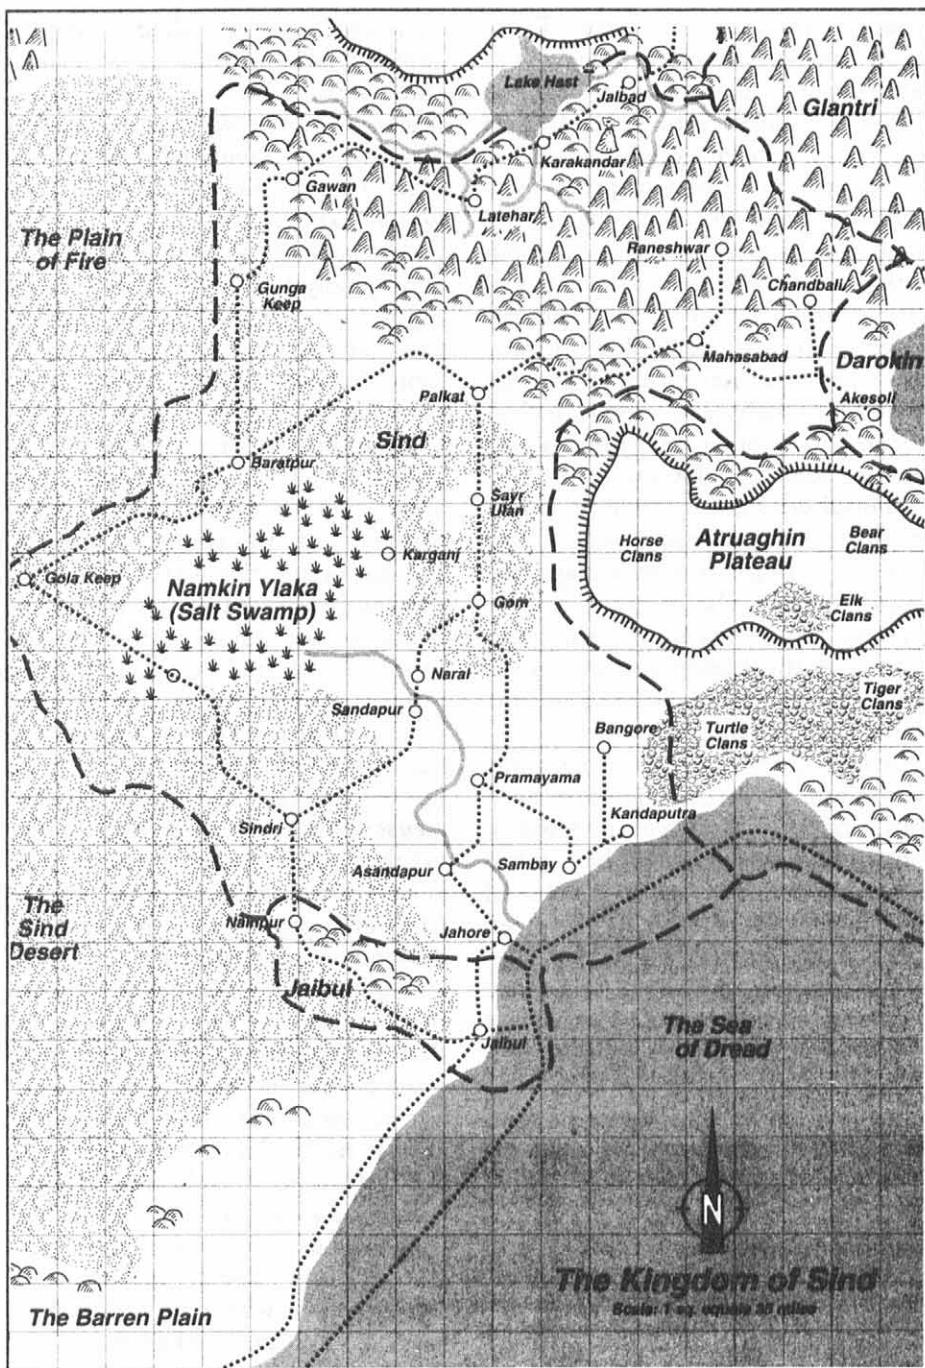 Lake Hast
Jalbad
Glantri
Karakandar
Gawan
Latehar
The Plain
of Fire
Raneshwar
Gunga
Keep
Chandbali
Mahasabad
Darokin
Palkat
Akesoli
Sind
Baratpur
Sayr
Ulan
Horse
Clans
Atruaghin
Plateau
Bear
Clans
Karganj
Gola Keep
Namkin Ylaka
(Salt Swamp)
Elk
Clans
Gom
Naral
Sandapur
Tiger
Clans
Turtle
Clans
Bangore
Pramayama
Kandaputra
Sindri
Asandapur
Sambay
The
Sind
Desert
Nainpur
Jahore
Jaibul
Jaibul
The Sea
of Dread
N
The Kingdom of Sind
Scale: 1 sq. equals miles
The Barren Plain